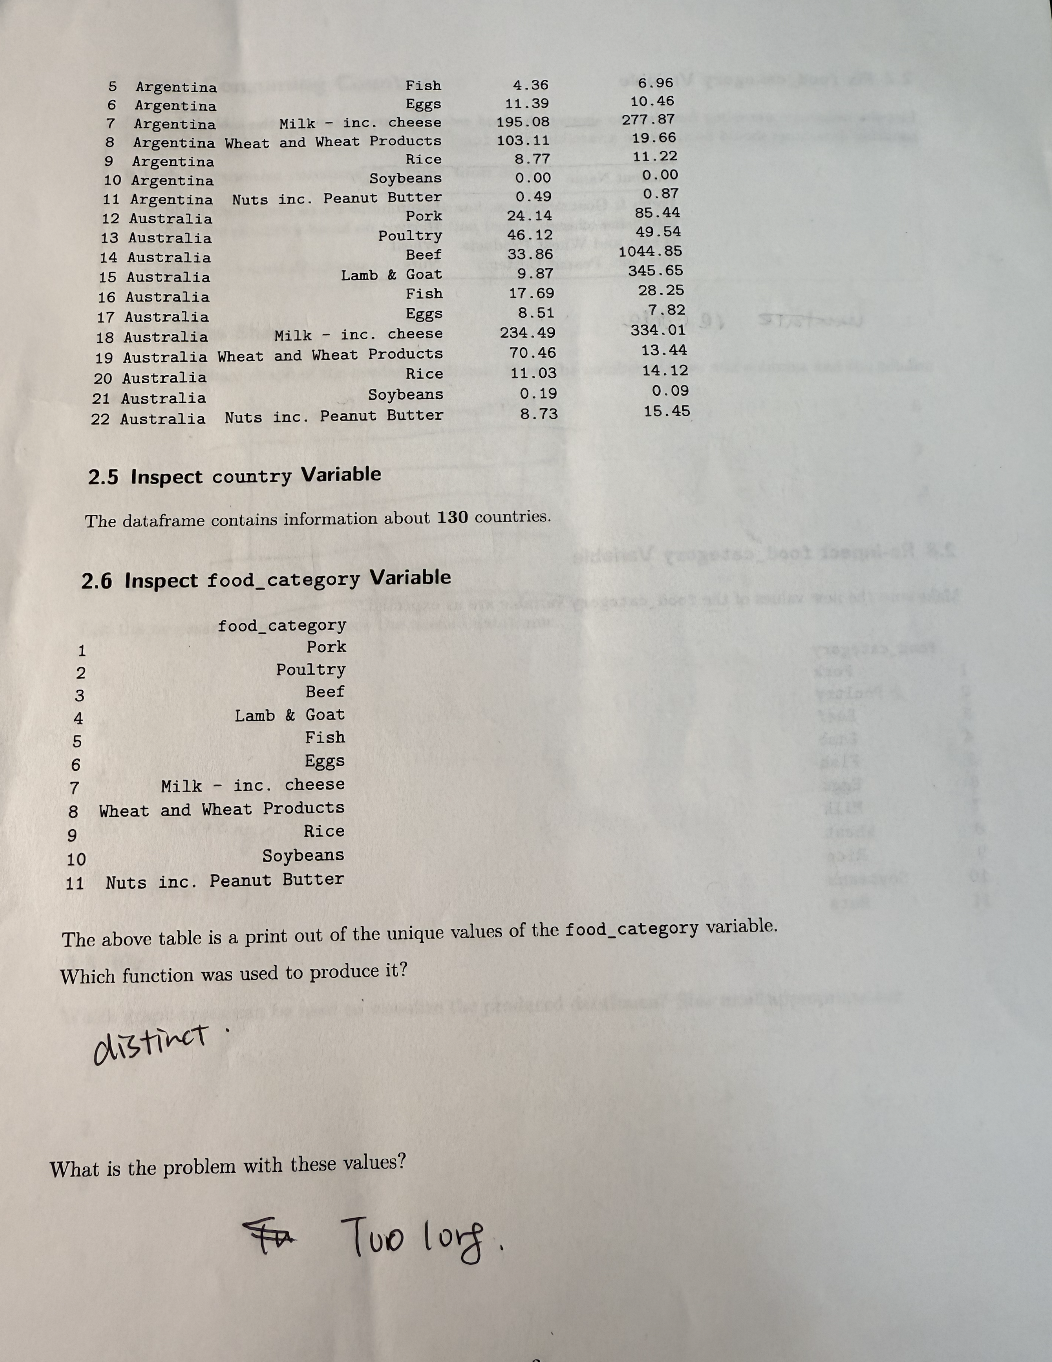 5 Argentina Fish 4.36 6.96
6 Argentina Eggs 11.39 10.46
7 Argentina Milk - inc. cheese 195.08 277.87
8 Argentina Wheat and Wheat Products 103.11 19.66
9 Argentina Rice 8.77 11.22
10 Argentina Soybeans 0.00 0.00
11 Argentina Nuts inc. Peanut Butter 0.49 0.87
12 Australia Pork 24.14 85.44
13 Australia Poultry 46.12 49.54
14 Australia Beef 33.86 1044.85
15 Australia Lamb & Goat 9.87 345.65
16 Australia Fish 17.69 28.25
17 Australia Eggs 8.51 7.82
18 Australia Milk - inc. cheese 234.49 334.01
19 Australia Wheat and Wheat Products 70.46 13.44
20 Australia Rice 11.03 14.12
21 Australia Soybeans 0.19 0.09
22 Australia Nuts inc. Peanut Butter 8.73 15.45
2.5 Inspect country Variable
The dataframe contains information about 130 countries.
2.6 Inspect food_category Variable
food_category
1 Pork
2 Poultry
3 Beef
4 Lamb & Goat
5 Fish
6 Eggs
7 Milk - inc. cheese
8 Wheat and Wheat Products
9 Rice
10 Soybeans
11 Nuts inc. Peanut Butter
The above table is a print out of the unique values of the food_category variable.
Which function was used to produce it?
distinct.
What is the problem with these values?
Too long.